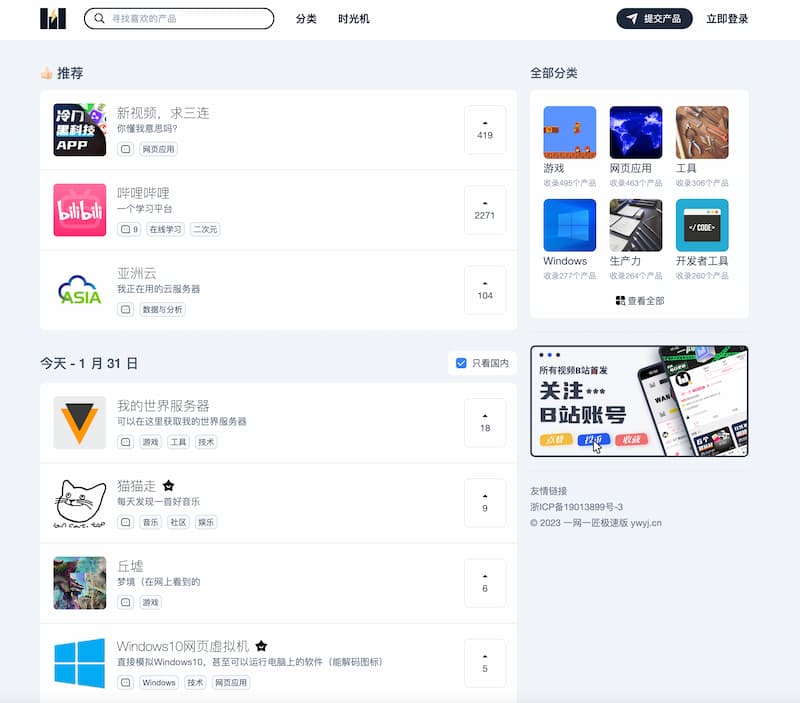 寻找喜欢的产品
分类
时光机
提交产品
立即登录
👍🏻 推荐
冷门
黑科技
APP
新视频，求三连
你懂我意思吗?
网页应用
419
bilibili
哔哩哔哩
一个学习平台
9
在线学习
二次元
2271
ASIA
亚洲云
我正在用的云服务器
数据与分析
104
今天 - 1 月 31 日
只看国内
我的世界服务器
可以在这里获取我的世界服务器
游戏
工具
技术
18
猫猫走
每天发现一首好音乐
音乐
社区
娱乐
9
丘墟
梦境（在网上看到的
游戏
6
Windows10网页虚拟机
直接模拟Windows10，甚至可以运行电脑上的软件（能解码图标）
Windows
技术
网页应用
5
全部分类
游戏
收录495个产品
网页应用
收录463个产品
工具
收录306个产品
Windows
收录277个产品
生产力
收录264个产品
</ CODE>
开发者工具
收录260个产品
查看全部
所有视频B站首发
关注***
B站账号
点赞
投币
收藏
友情链接
浙ICP备19013899号-3
© 2023 一网一匠极速版 ywyj.cn